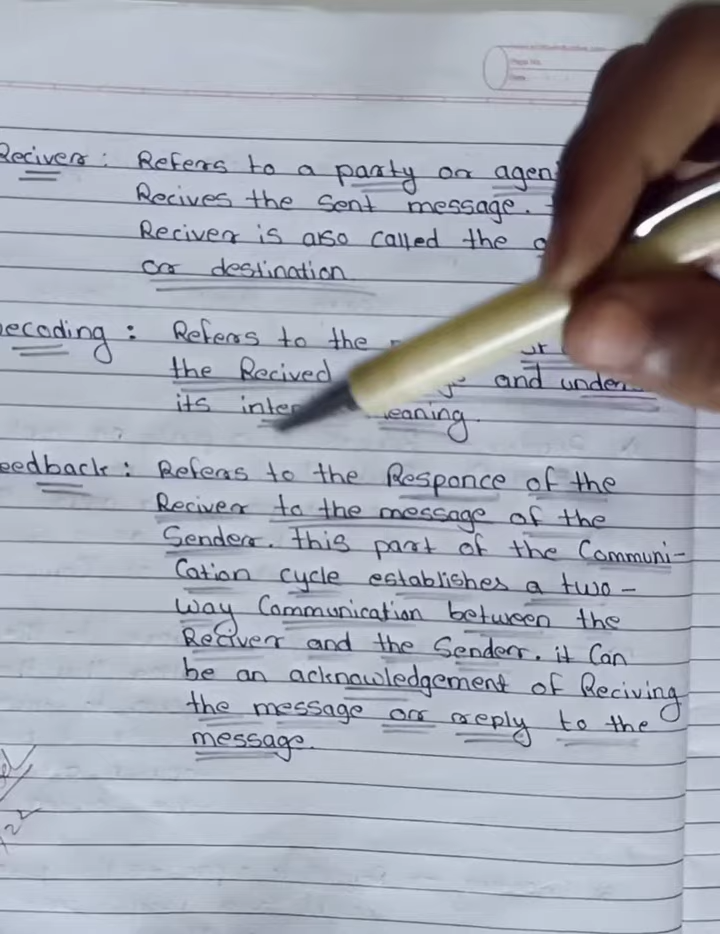 Reciver : Refers to a party or agen
Recives the sent message.
Reciver is also called the
or destination
ecoding : Refers to the
the Recived and under
its inter eaning.
eedback : Refers to the Responce of the
Reciver to the message of the
Sender. this part of the Communi-
Cation cycle establishes a two-
way Communication between the
Reciver and the Sender. it Can
be an acknowledgement of Reciving
the message or reply to the
message.